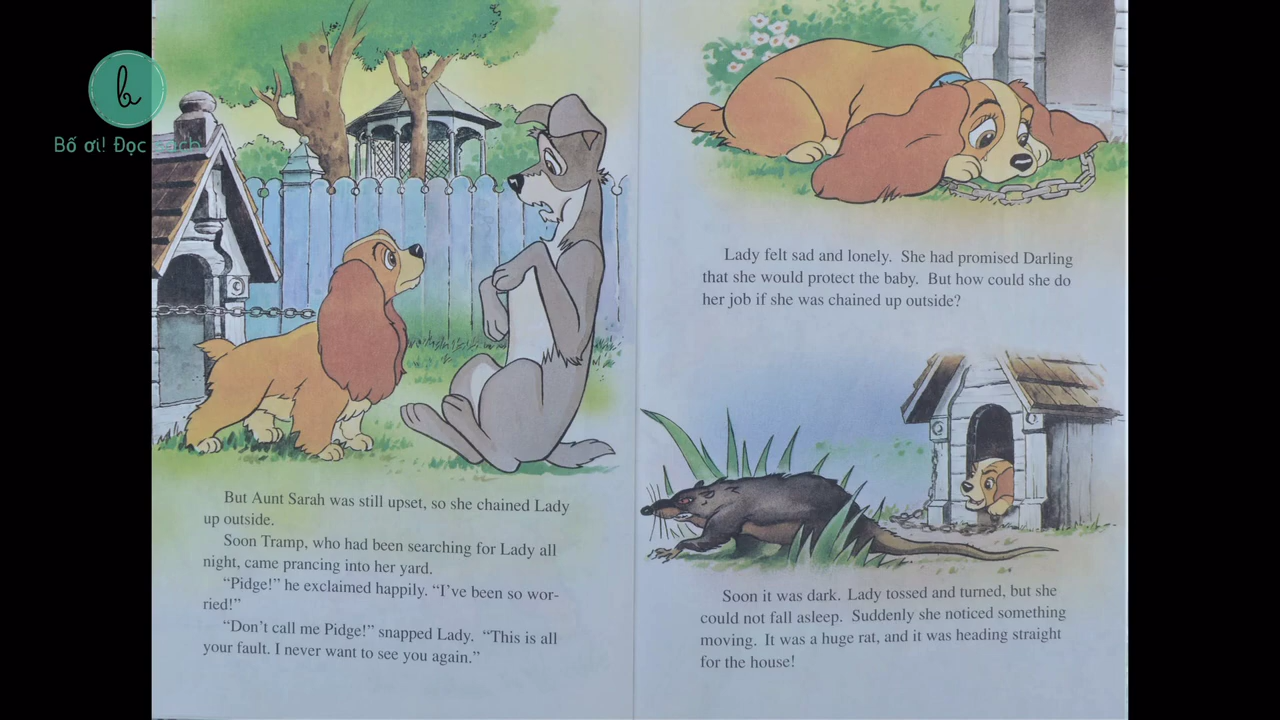 b
Bố ơi! Đọc sách
But Aunt Sarah was still upset, so she chained Lady
up outside.
Soon Tramp, who had been searching for Lady all
night, came prancing into her yard.
“Pidge!” he exclaimed happily. “I’ve been so wor-
ried!”
“Don’t call me Pidge!” snapped Lady. “This is all
your fault. I never want to see you again.”
Lady felt sad and lonely. She had promised Darling
that she would protect the baby. But how could she do
her job if she was chained up outside?
Soon it was dark. Lady tossed and turned, but she
could not fall asleep. Suddenly she noticed something
moving. It was a huge rat, and it was heading straight
for the house!